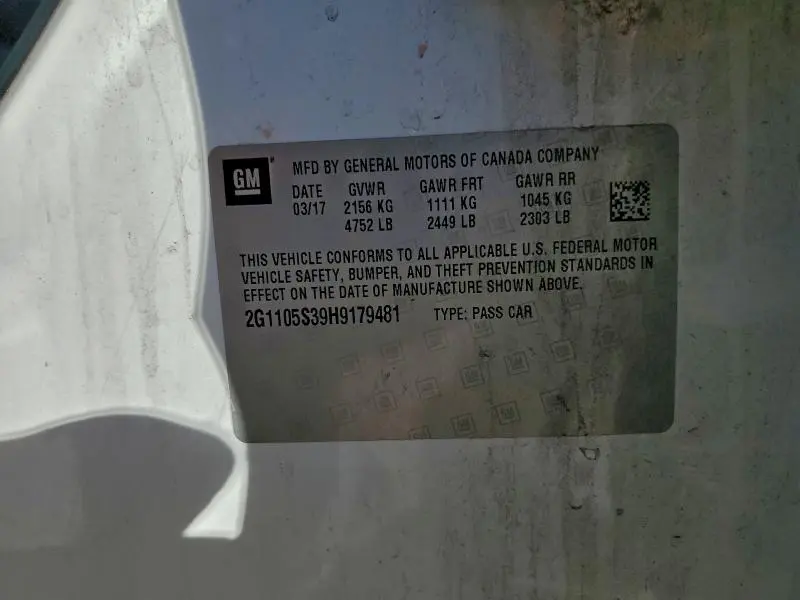 GM
MFD BY GENERAL MOTORS OF CANADA COMPANY
DATE GVWR GAWR FRT GAWR RR
03/17 2156 KG 1111 KG 1045 KG
4752 LB 2449 LB 2303 LB
THIS VEHICLE CONFORMS TO ALL APPLICABLE U.S. FEDERAL MOTOR
VEHICLE SAFETY, BUMPER, AND THEFT PREVENTION STANDARDS IN
EFFECT ON THE DATE OF MANUFACTURE SHOWN ABOVE.
2G1105S39H9179481 TYPE: PASS CAR